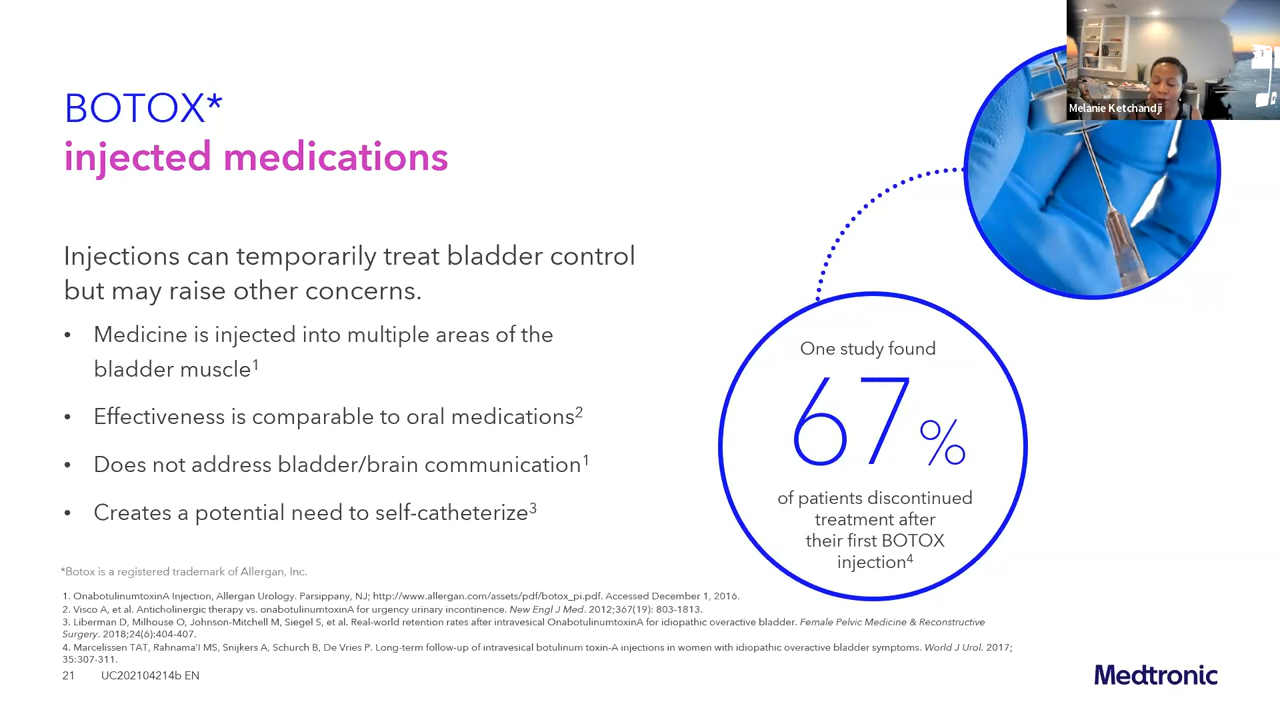 Melanie Ketchandji
BOTOX*
injected medications
Injections can temporarily treat bladder control
but may raise other concerns.
• Medicine is injected into multiple areas of the
bladder muscle¹
• Effectiveness is comparable to oral medications²
• Does not address bladder/brain communication¹
• Creates a potential need to self-catheterize³
One study found
67%
of patients discontinued
treatment after
their first BOTOX
injection⁴
*Botox is a registered trademark of Allergan, Inc.
1. OnabotulinumtoxinA Injection, Allergan Urology. Parsippany, NJ; http://www.allergan.com/assets/pdf/botox_pi.pdf. Accessed December 1, 2016.
2. Visco A, et al. Anticholinergic therapy vs. onabotulinumtoxinA for urgency urinary incontinence. New Engl J Med. 2012;367(19): 803-1813.
3. Liberman D, Milhouse O, Johnson-Mitchell M, Siegel S, et al. Real-world retention rates after intravesical OnabotulinumtoxinA for idiopathic overactive bladder. Female Pelvic Medicine & Reconstructive
Surgery. 2018;24(6):404-407.
4. Marcelissen TAT, Rahnama'I MS, Snijkers A, Schurch B, De Vries P. Long-term follow-up of intravesical botulinum toxin-A injections in women with idiopathic overactive bladder symptoms. World J Urol. 2017;
35:307-311.
21 UC202104214b EN
Medtronic